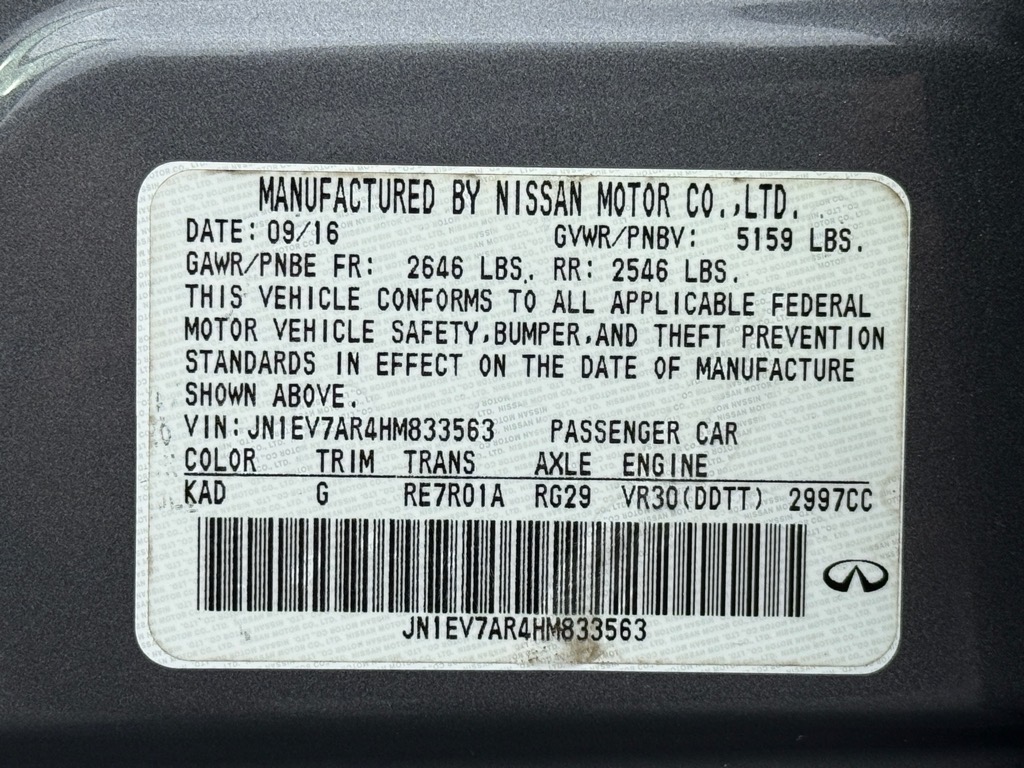 MANUFACTURED BY NISSAN MOTOR CO.,LTD.
DATE: 09/16 GVWR/PNBV: 5159 LBS.
GAWR/PNBE FR: 2646 LBS. RR: 2546 LBS.
THIS VEHICLE CONFORMS TO ALL APPLICABLE FEDERAL
MOTOR VEHICLE SAFETY,BUMPER,AND THEFT PREVENTION
STANDARDS IN EFFECT ON THE DATE OF MANUFACTURE
SHOWN ABOVE.
VIN:JN1EV7AR4HM833563 PASSENGER CAR
COLOR TRIM TRANS AXLE ENGINE
KAD G RE7R01A RG29 VR30(DDTT) 2997CC
JN1EV7AR4HM833563